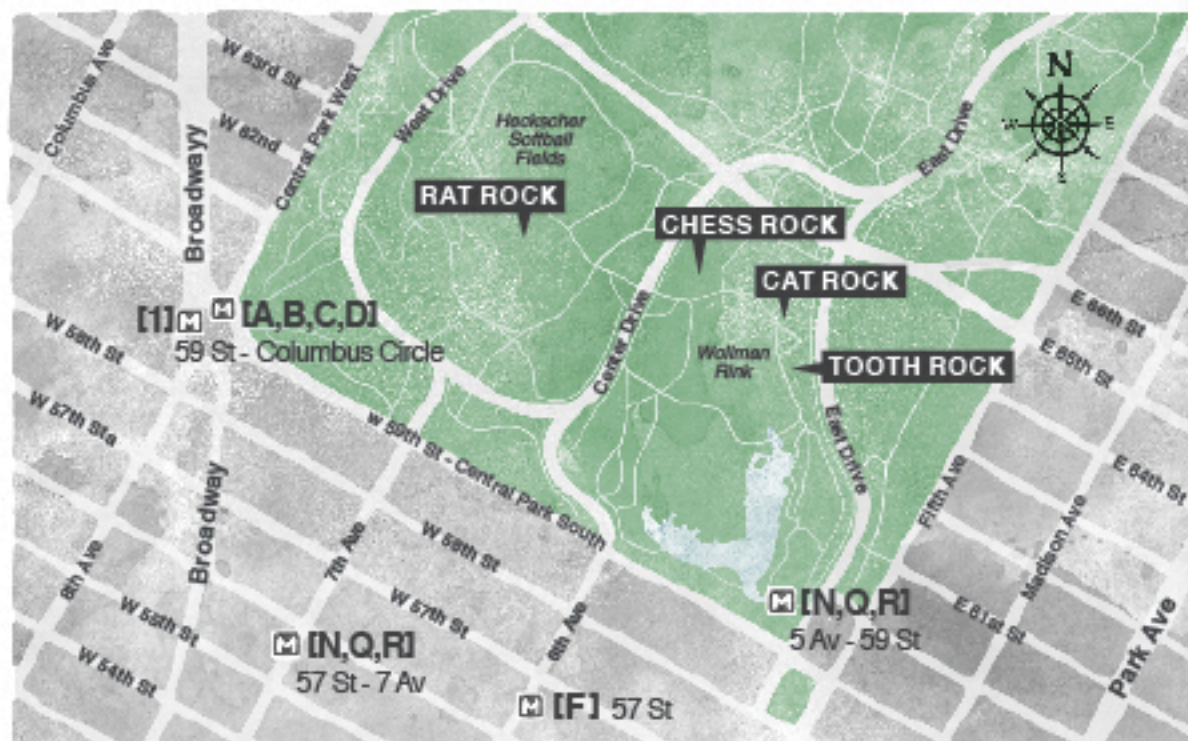 Columbus Ave
W 63rd St
W 62nd
Central Park West
Broadwayy
West Drive
Heckscher
Softball
Fields
RAT ROCK
CHESS ROCK
CAT ROCK
TOOTH ROCK
East Drive
N
W
E
S
[1] M M [A,B,C,D]
59 St - Columbus Circle
W 58th St
W 57th St a
Center Drive
Wollman
Rink
East Drive
E 66th St
E 65th St
E 64th St
w 59th St - Central Park South
Fifth Ave
Madison Ave
E 61st St
Park Ave
8th Ave
Broadway
7th Ave
W 58th St
W 57th St
6th Ave
W 55th St
W 54th St
M [N,Q,R]
57 St - 7 Av
M [F] 57 St
M [N,Q,R]
5 Av - 59 St